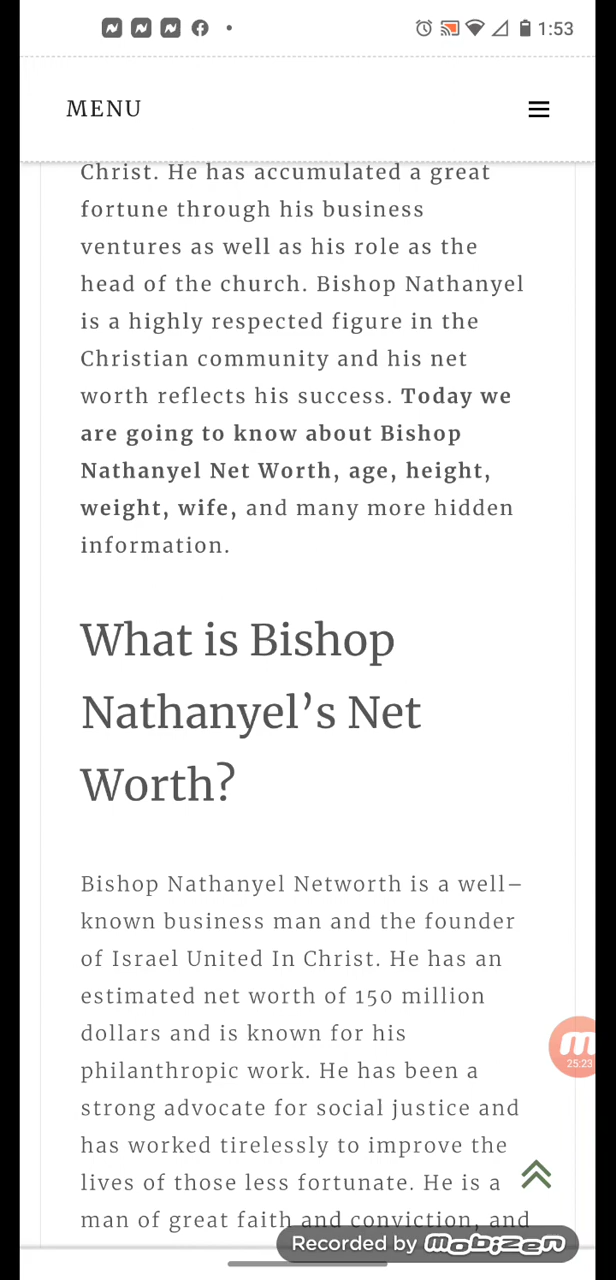 1:53
MENU
Christ. He has accumulated a great
fortune through his business
ventures as well as his role as the
head of the church. Bishop Nathanyel
is a highly respected figure in the
Christian community and his net
worth reflects his success. Today we
are going to know about Bishop
Nathanyel Net Worth, age, height,
weight, wife, and many more hidden
information.
What is Bishop
Nathanyel’s Net
Worth?
Bishop Nathanyel Networth is a well–
known business man and the founder
of Israel United In Christ. He has an
estimated net worth of 150 million
dollars and is known for his
philanthropic work. He has been a
strong advocate for social justice and
has worked tirelessly to improve the
lives of those less fortunate. He is a
man of great faith and conviction, and
25:23
Recorded by mobizen